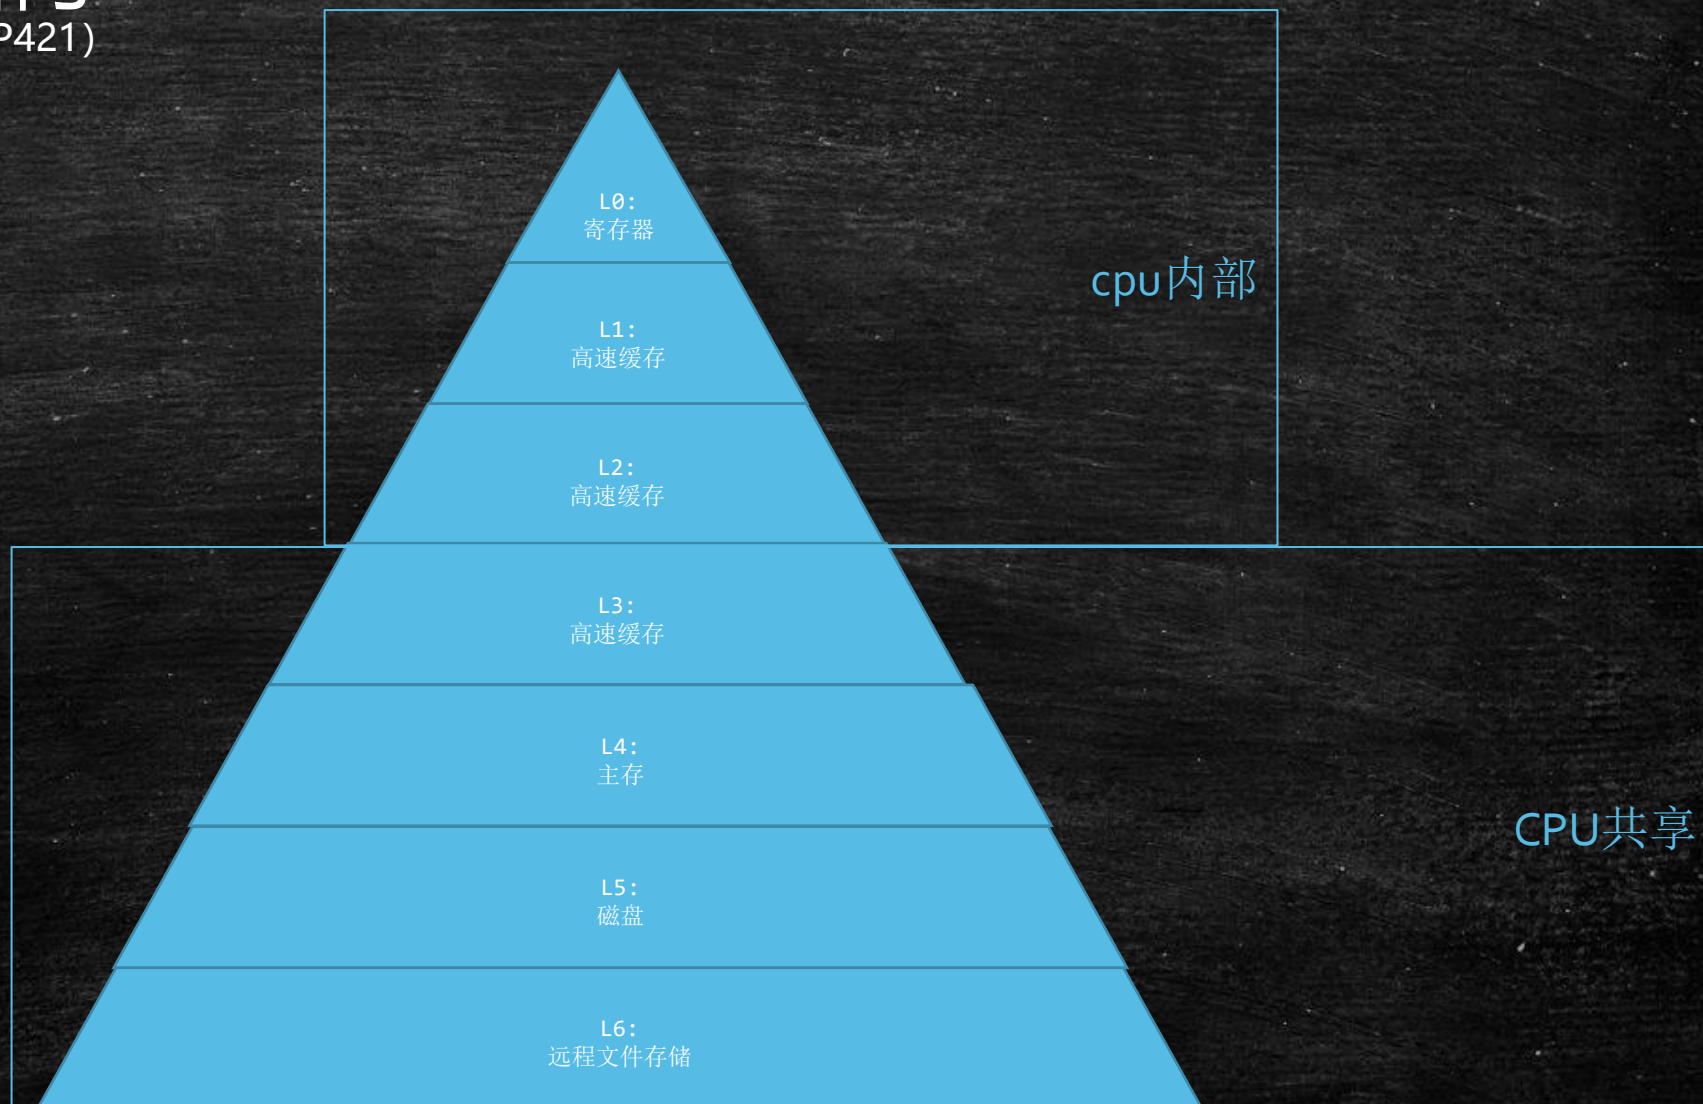 P421)
L0:
寄存器
cpu内部
L1:
高速缓存
L2:
高速缓存
L3:
高速缓存
L4:
主存
CPU共享
L5:
磁盘
L6:
远程文件存储